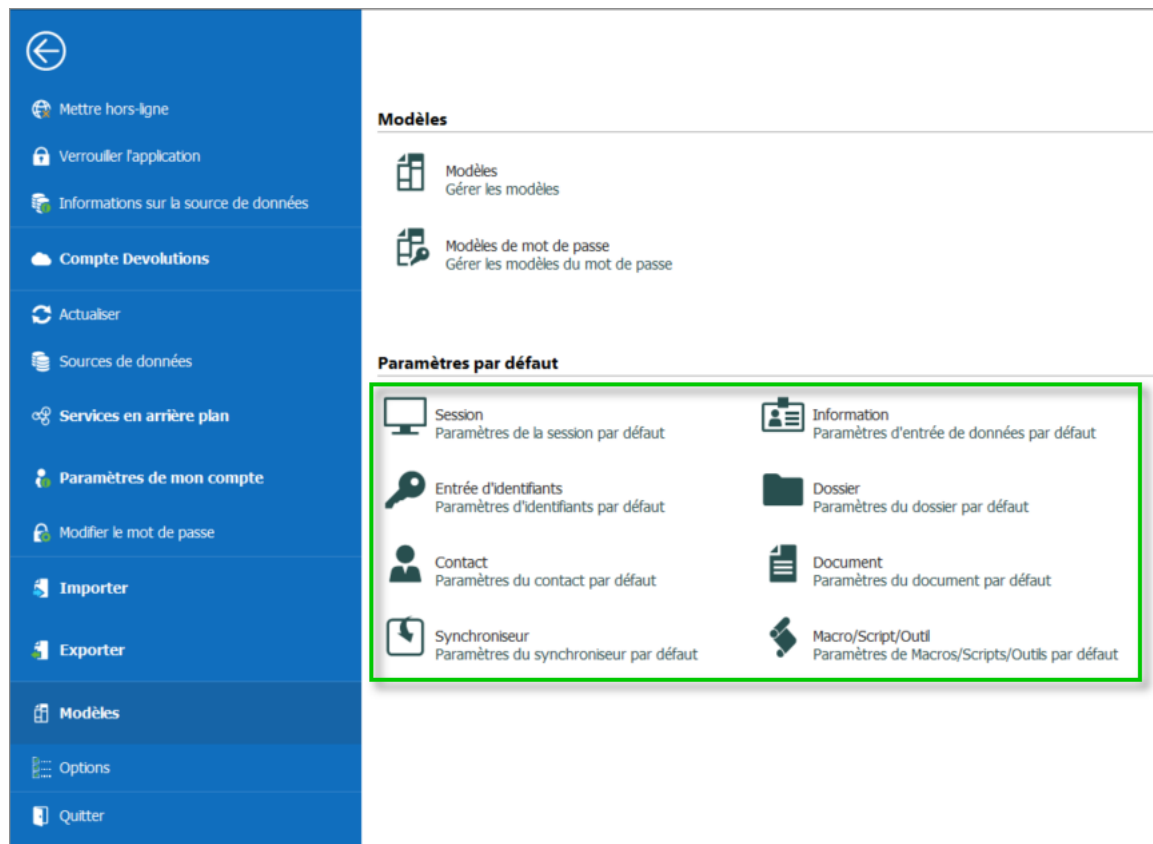 Mettre hors-ligne
Verrouiller l'application
Informations sur la source de données
Compte Devolutions
Actualiser
Sources de données
Services en arrière plan
Paramètres de mon compte
Modifier le mot de passe
Importer
Exporter
Modèles
Options
Quitter
Modèles
Modèles
Gérer les modèles
Modèles de mot de passe
Gérer les modèles du mot de passe
Paramètres par défaut
Session
Paramètres de la session par défaut
Information
Paramètres d'entrée de données par défaut
Entrée d'identifiants
Paramètres d'identifiants par défaut
Dossier
Paramètres du dossier par défaut
Contact
Paramètres du contact par défaut
Document
Paramètres du document par défaut
Synchroniseur
Paramètres du synchroniseur par défaut
Macro/Script/Outil
Paramètres de Macros/Scripts/Outils par défaut